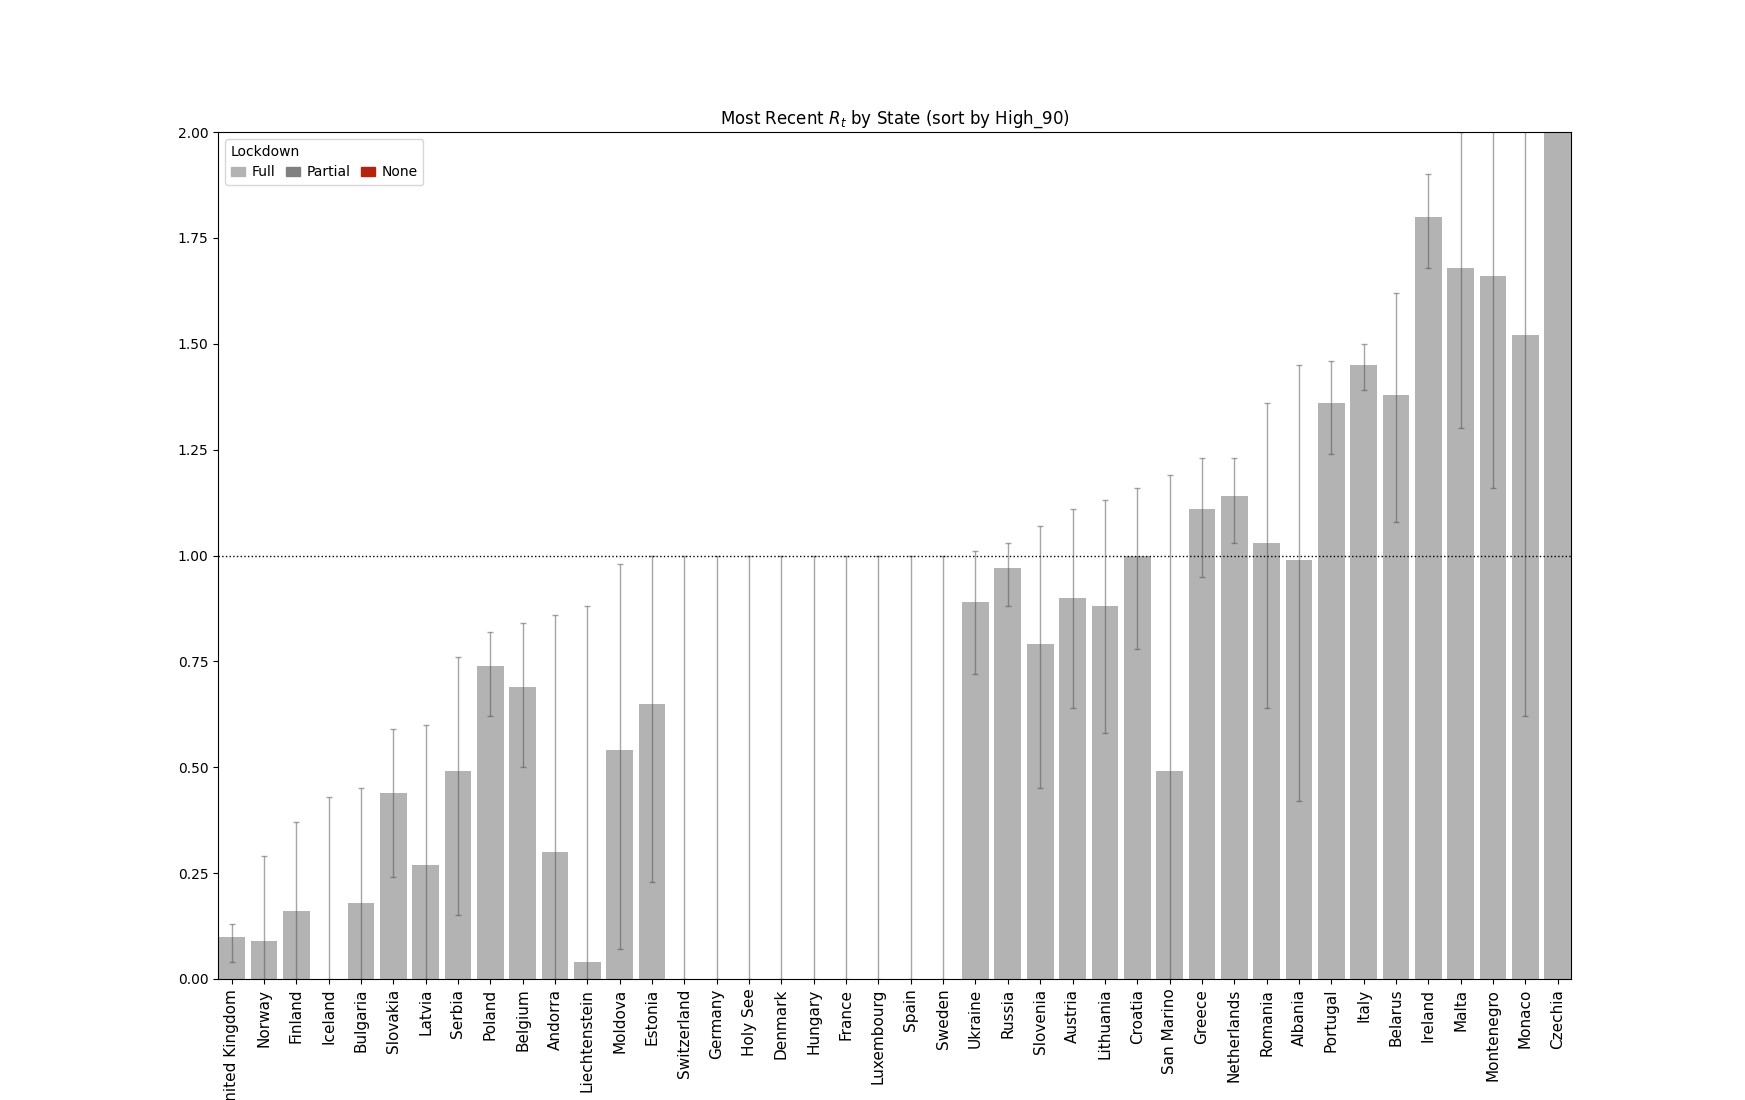 Most Recent R_t by State (sort by High_90)
2.00
Lockdown
Full Partial None
1.75
1.50
1.25
1.00
0.75
0.50
0.25
0.00
nited Kingdom
Norway
Finland
Iceland
Bulgaria
Slovakia
Latvia
Serbia
Poland
Belgium
Andorra
Liechtenstein
Moldova
Estonia
Switzerland
Germany
Holy See
Denmark
Hungary
France
Luxembourg
Spain
Sweden
Ukraine
Russia
Slovenia
Austria
Lithuania
Croatia
San Marino
Greece
Netherlands
Romania
Albania
Portugal
Italy
Belarus
Ireland
Malta
Montenegro
Monaco
Czechia